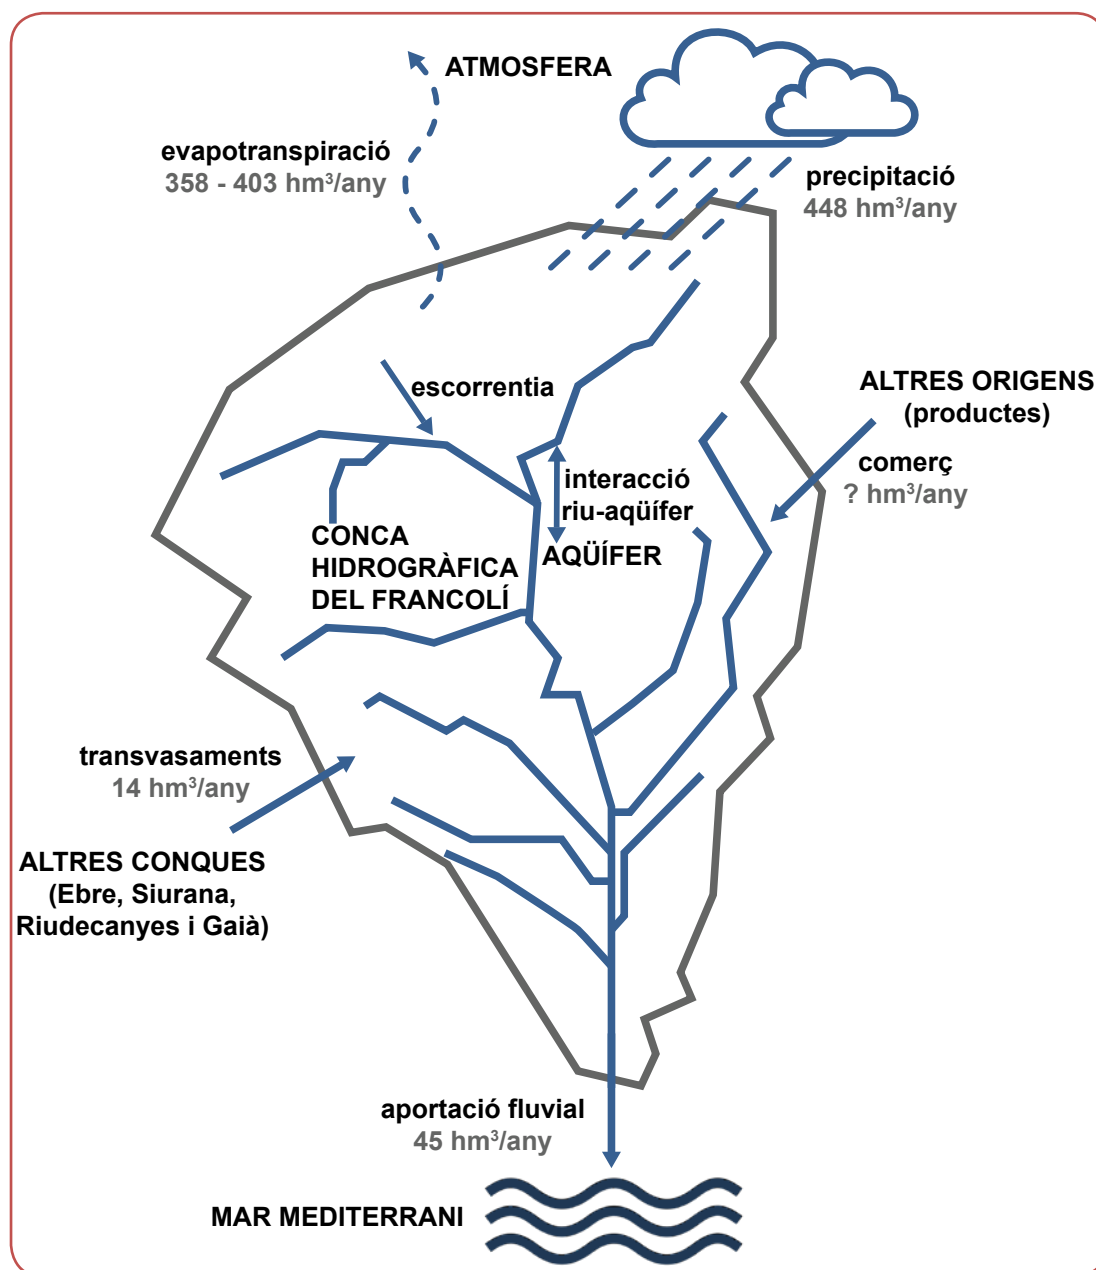 ATMOSFERA
evapotranspiració
358 - 403 hm³/any
precipitació
448 hm³/any
escorrentia
ALTRES ORIGENS
(productes)
comerç
? hm³/any
interacció
riu-aqüífer
AQÜÍFER
CONCA
HIDROGRÀFICA
DEL FRANCOLÍ
transvasaments
14 hm³/any
ALTRES CONQUES
(Ebre, Siurana,
Riudecanyes i Gaià)
aportació fluvial
45 hm³/any
MAR MEDITERRANI